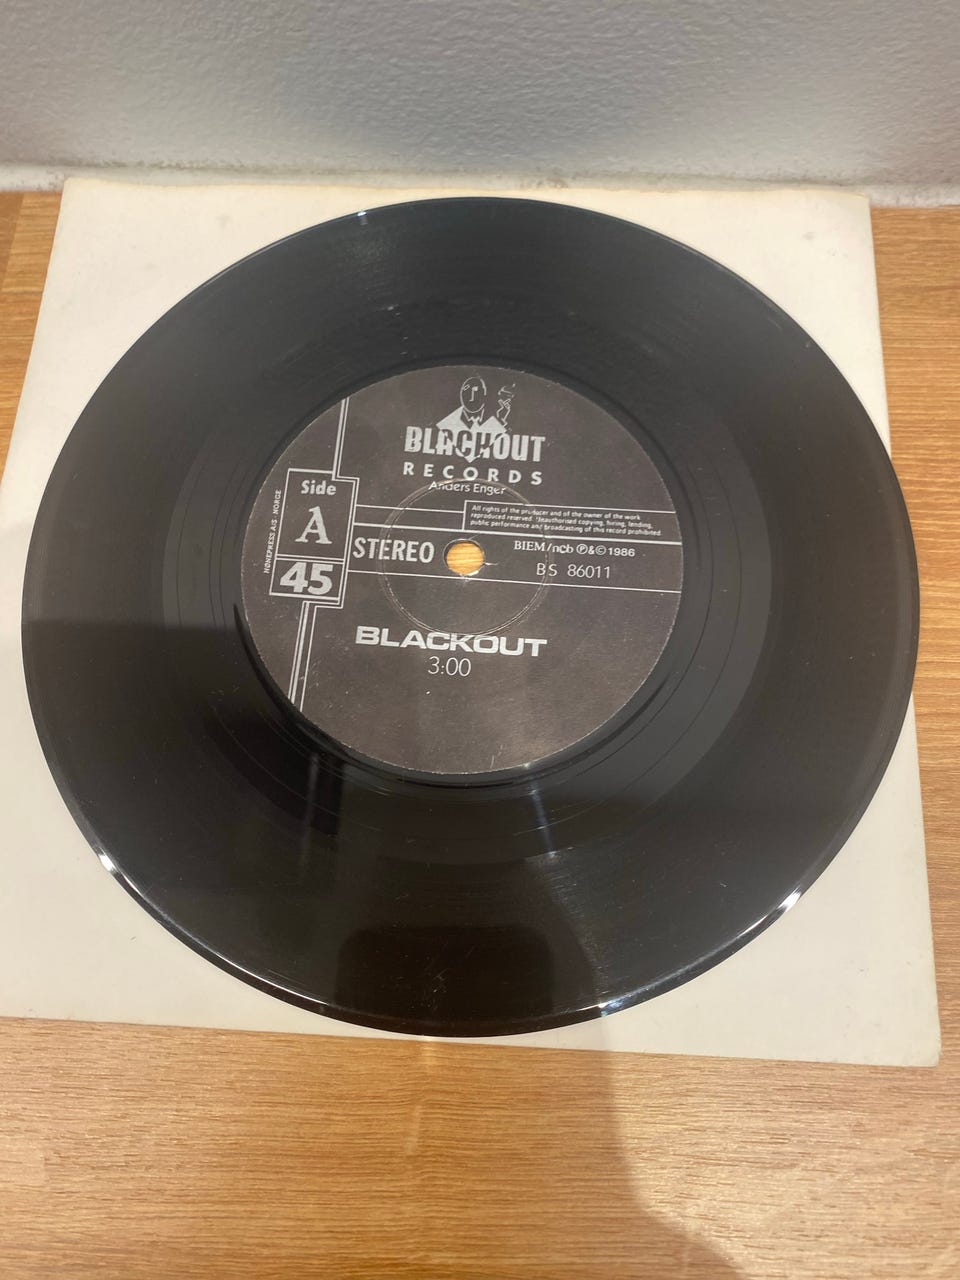 BLACKOUT
RECORDS
Anders Enger
Side
A
45
HØNEPRESS A/S · NORGE
All rights of the producer and of the owner of the work
reproduced reserved. Unauthorised copying, hiring, lending,
public performance and broadcasting of this record prohibited.
STEREO
BIEM/ncb ℗&© 1986
BS 86011
BLACKOUT
3:00